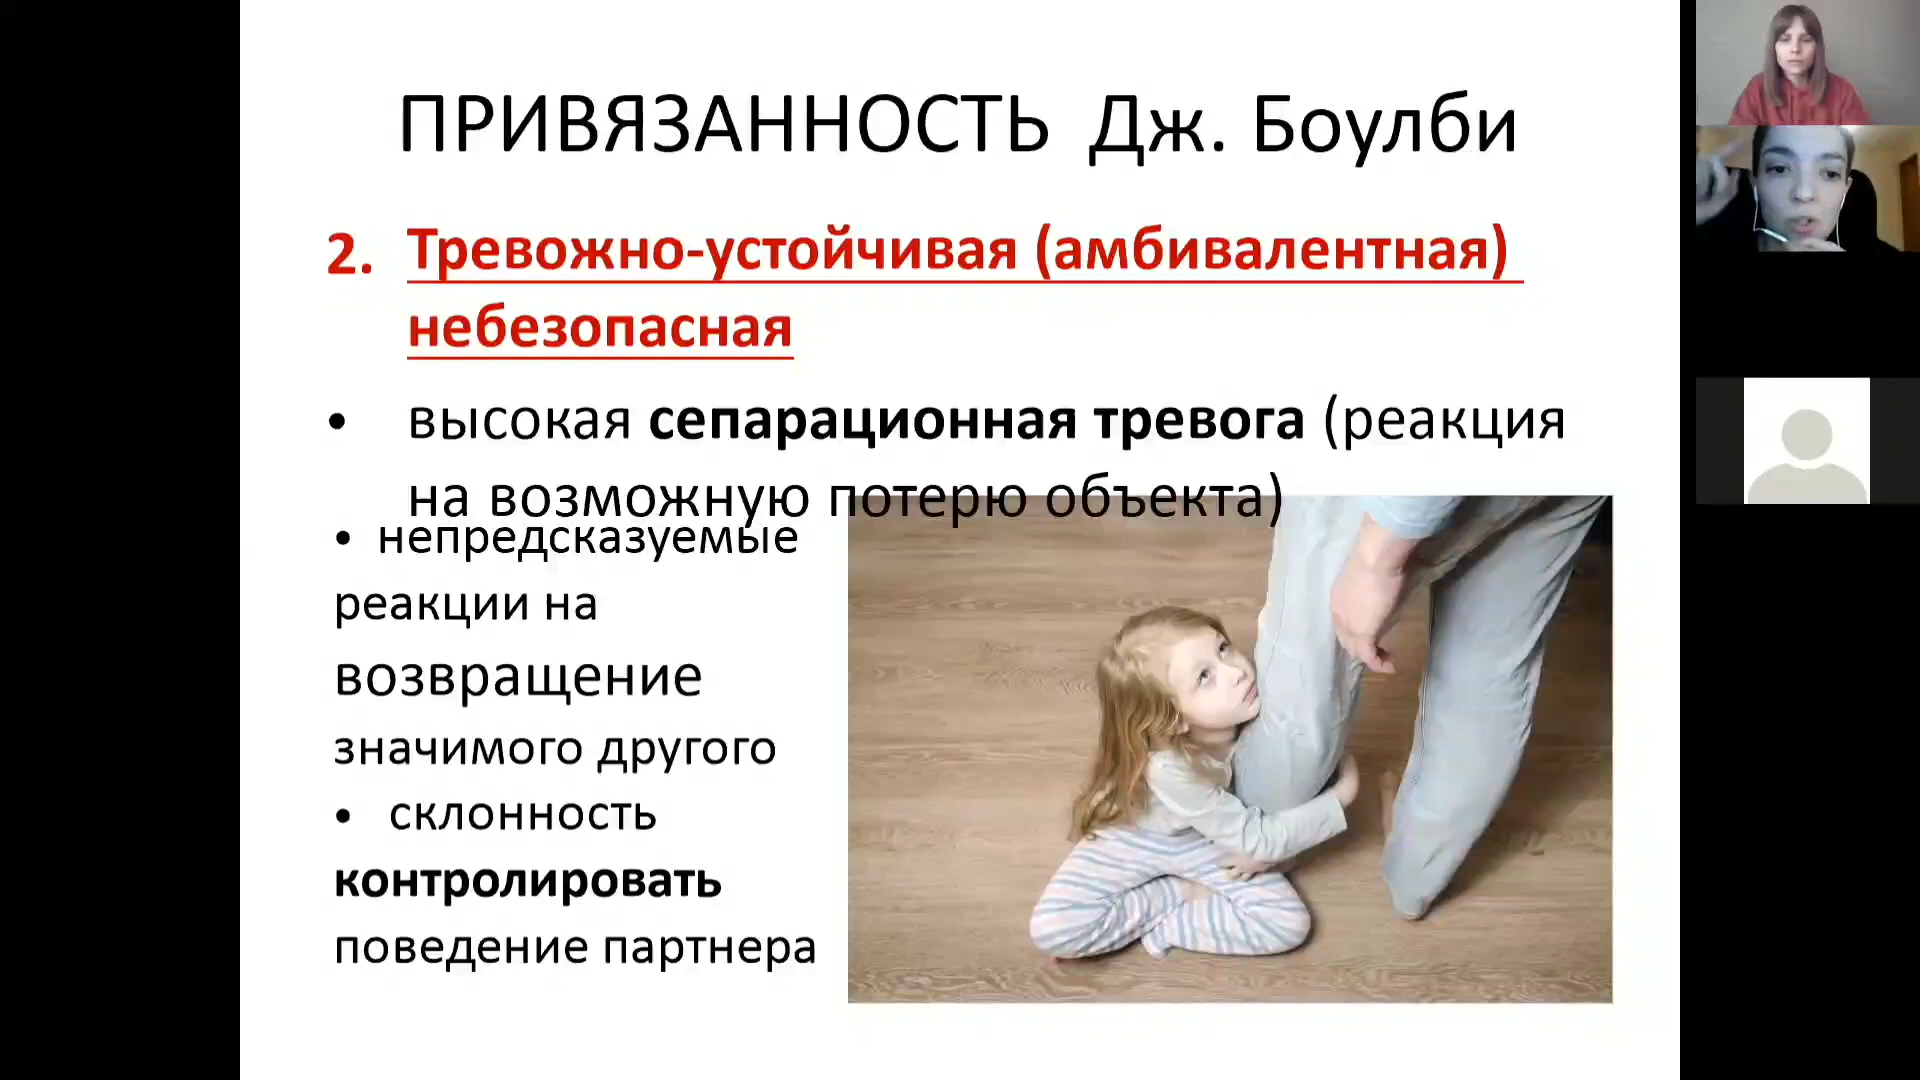 ПРИВЯЗАННОСТЬ Дж. Боулби
2. Тревожно-устойчивая (амбивалентная)
небезопасная
• высокая сепарационная тревога (реакция
на возможную потерю объекта)
• непредсказуемые
реакции на
возвращение
значимого другого
• склонность
контролировать
поведение партнера